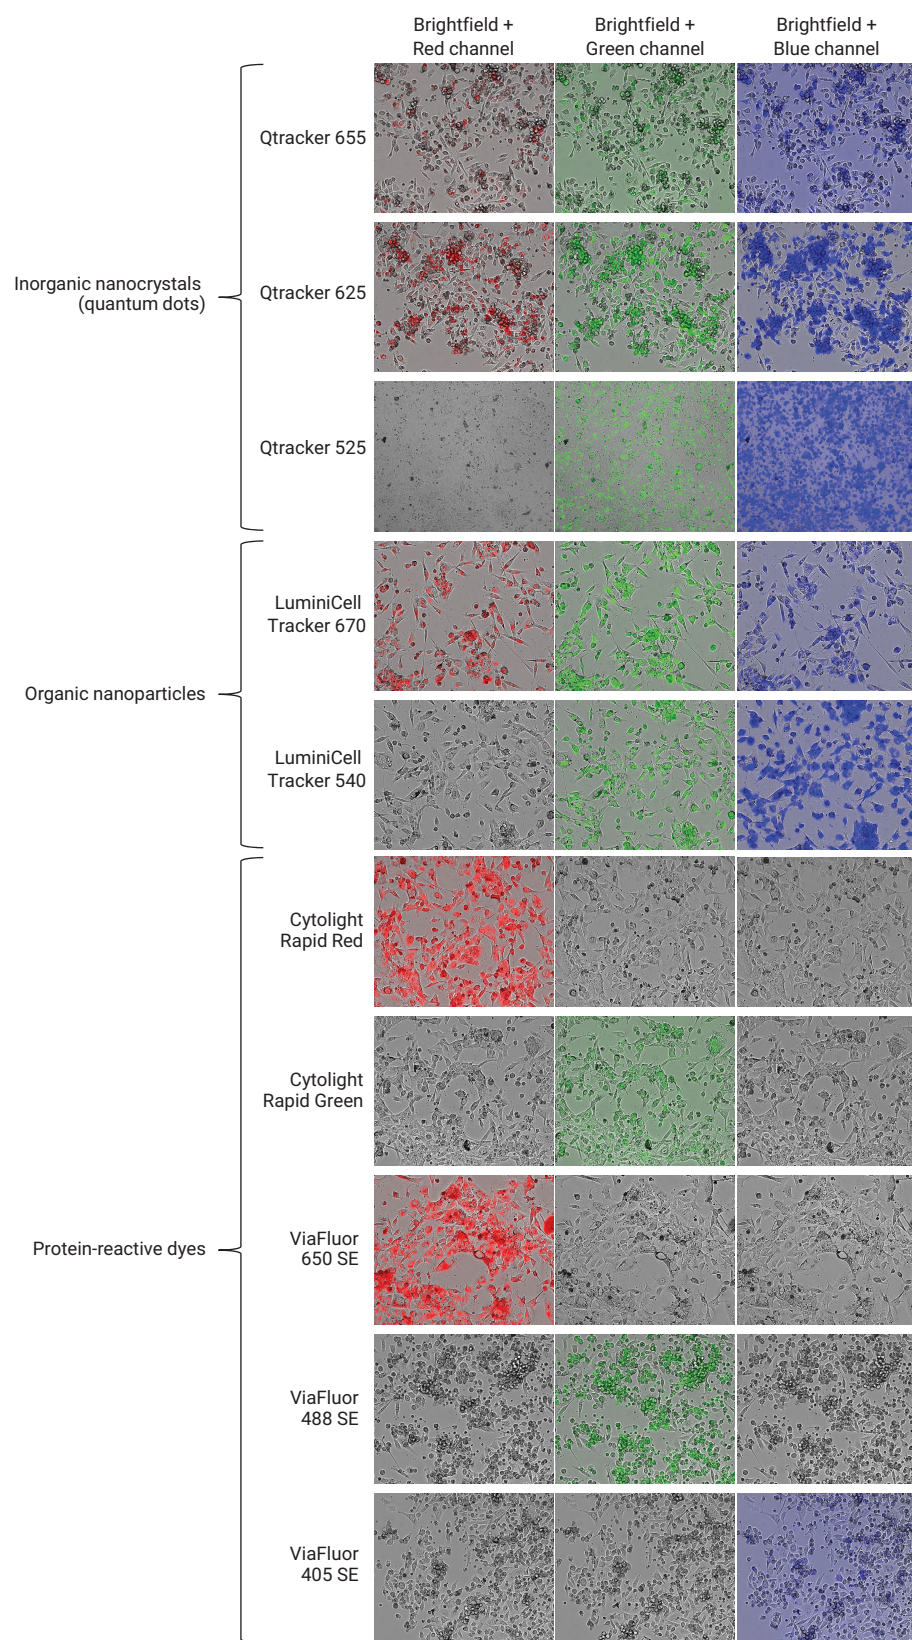 Brightfield +
Red channel
Brightfield +
Green channel
Brightfield +
Blue channel
Inorganic nanocrystals
(quantum dots)
Qtracker 655
Qtracker 625
Qtracker 525
Organic nanoparticles
LuminiCell
Tracker 670
LuminiCell
Tracker 540
Protein-reactive dyes
Cytolight
Rapid Red
Cytolight
Rapid Green
ViaFluor
650 SE
ViaFluor
488 SE
ViaFluor
405 SE